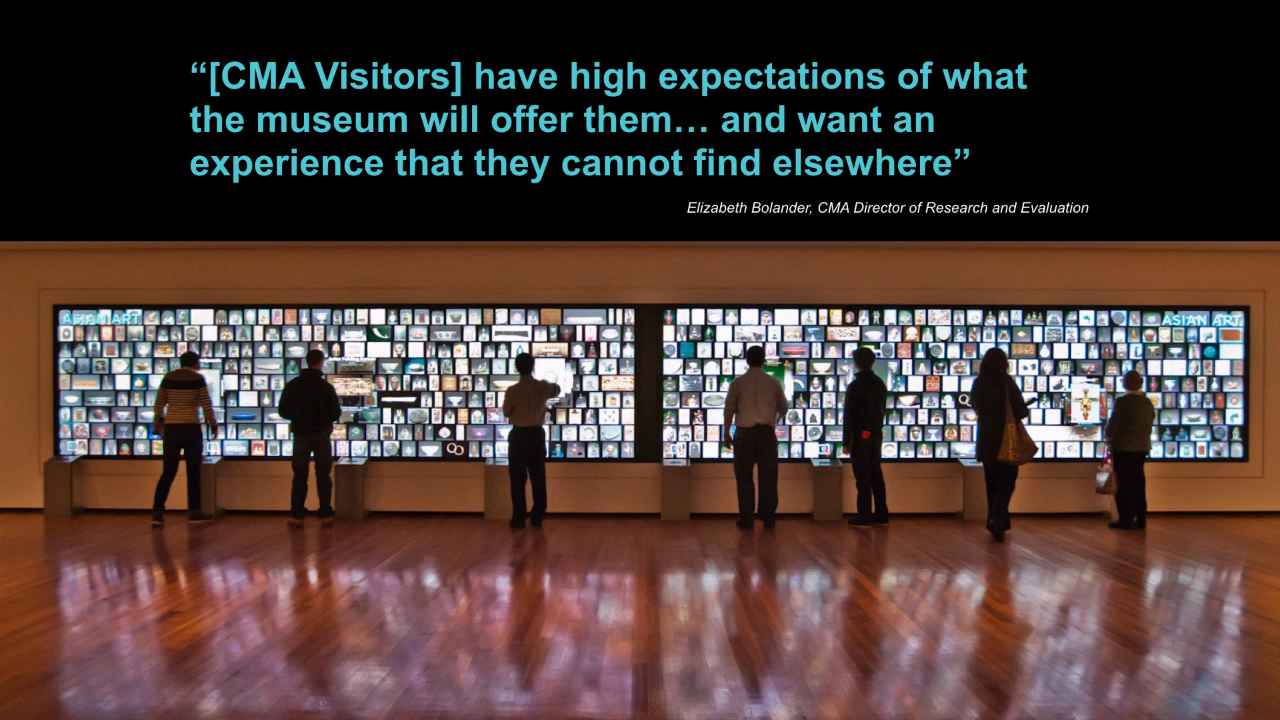 “[CMA Visitors] have high expectations of what
the museum will offer them… and want an
experience that they cannot find elsewhere”
Elizabeth Bolander, CMA Director of Research and Evaluation
ASIAN ART
ASIAN ART